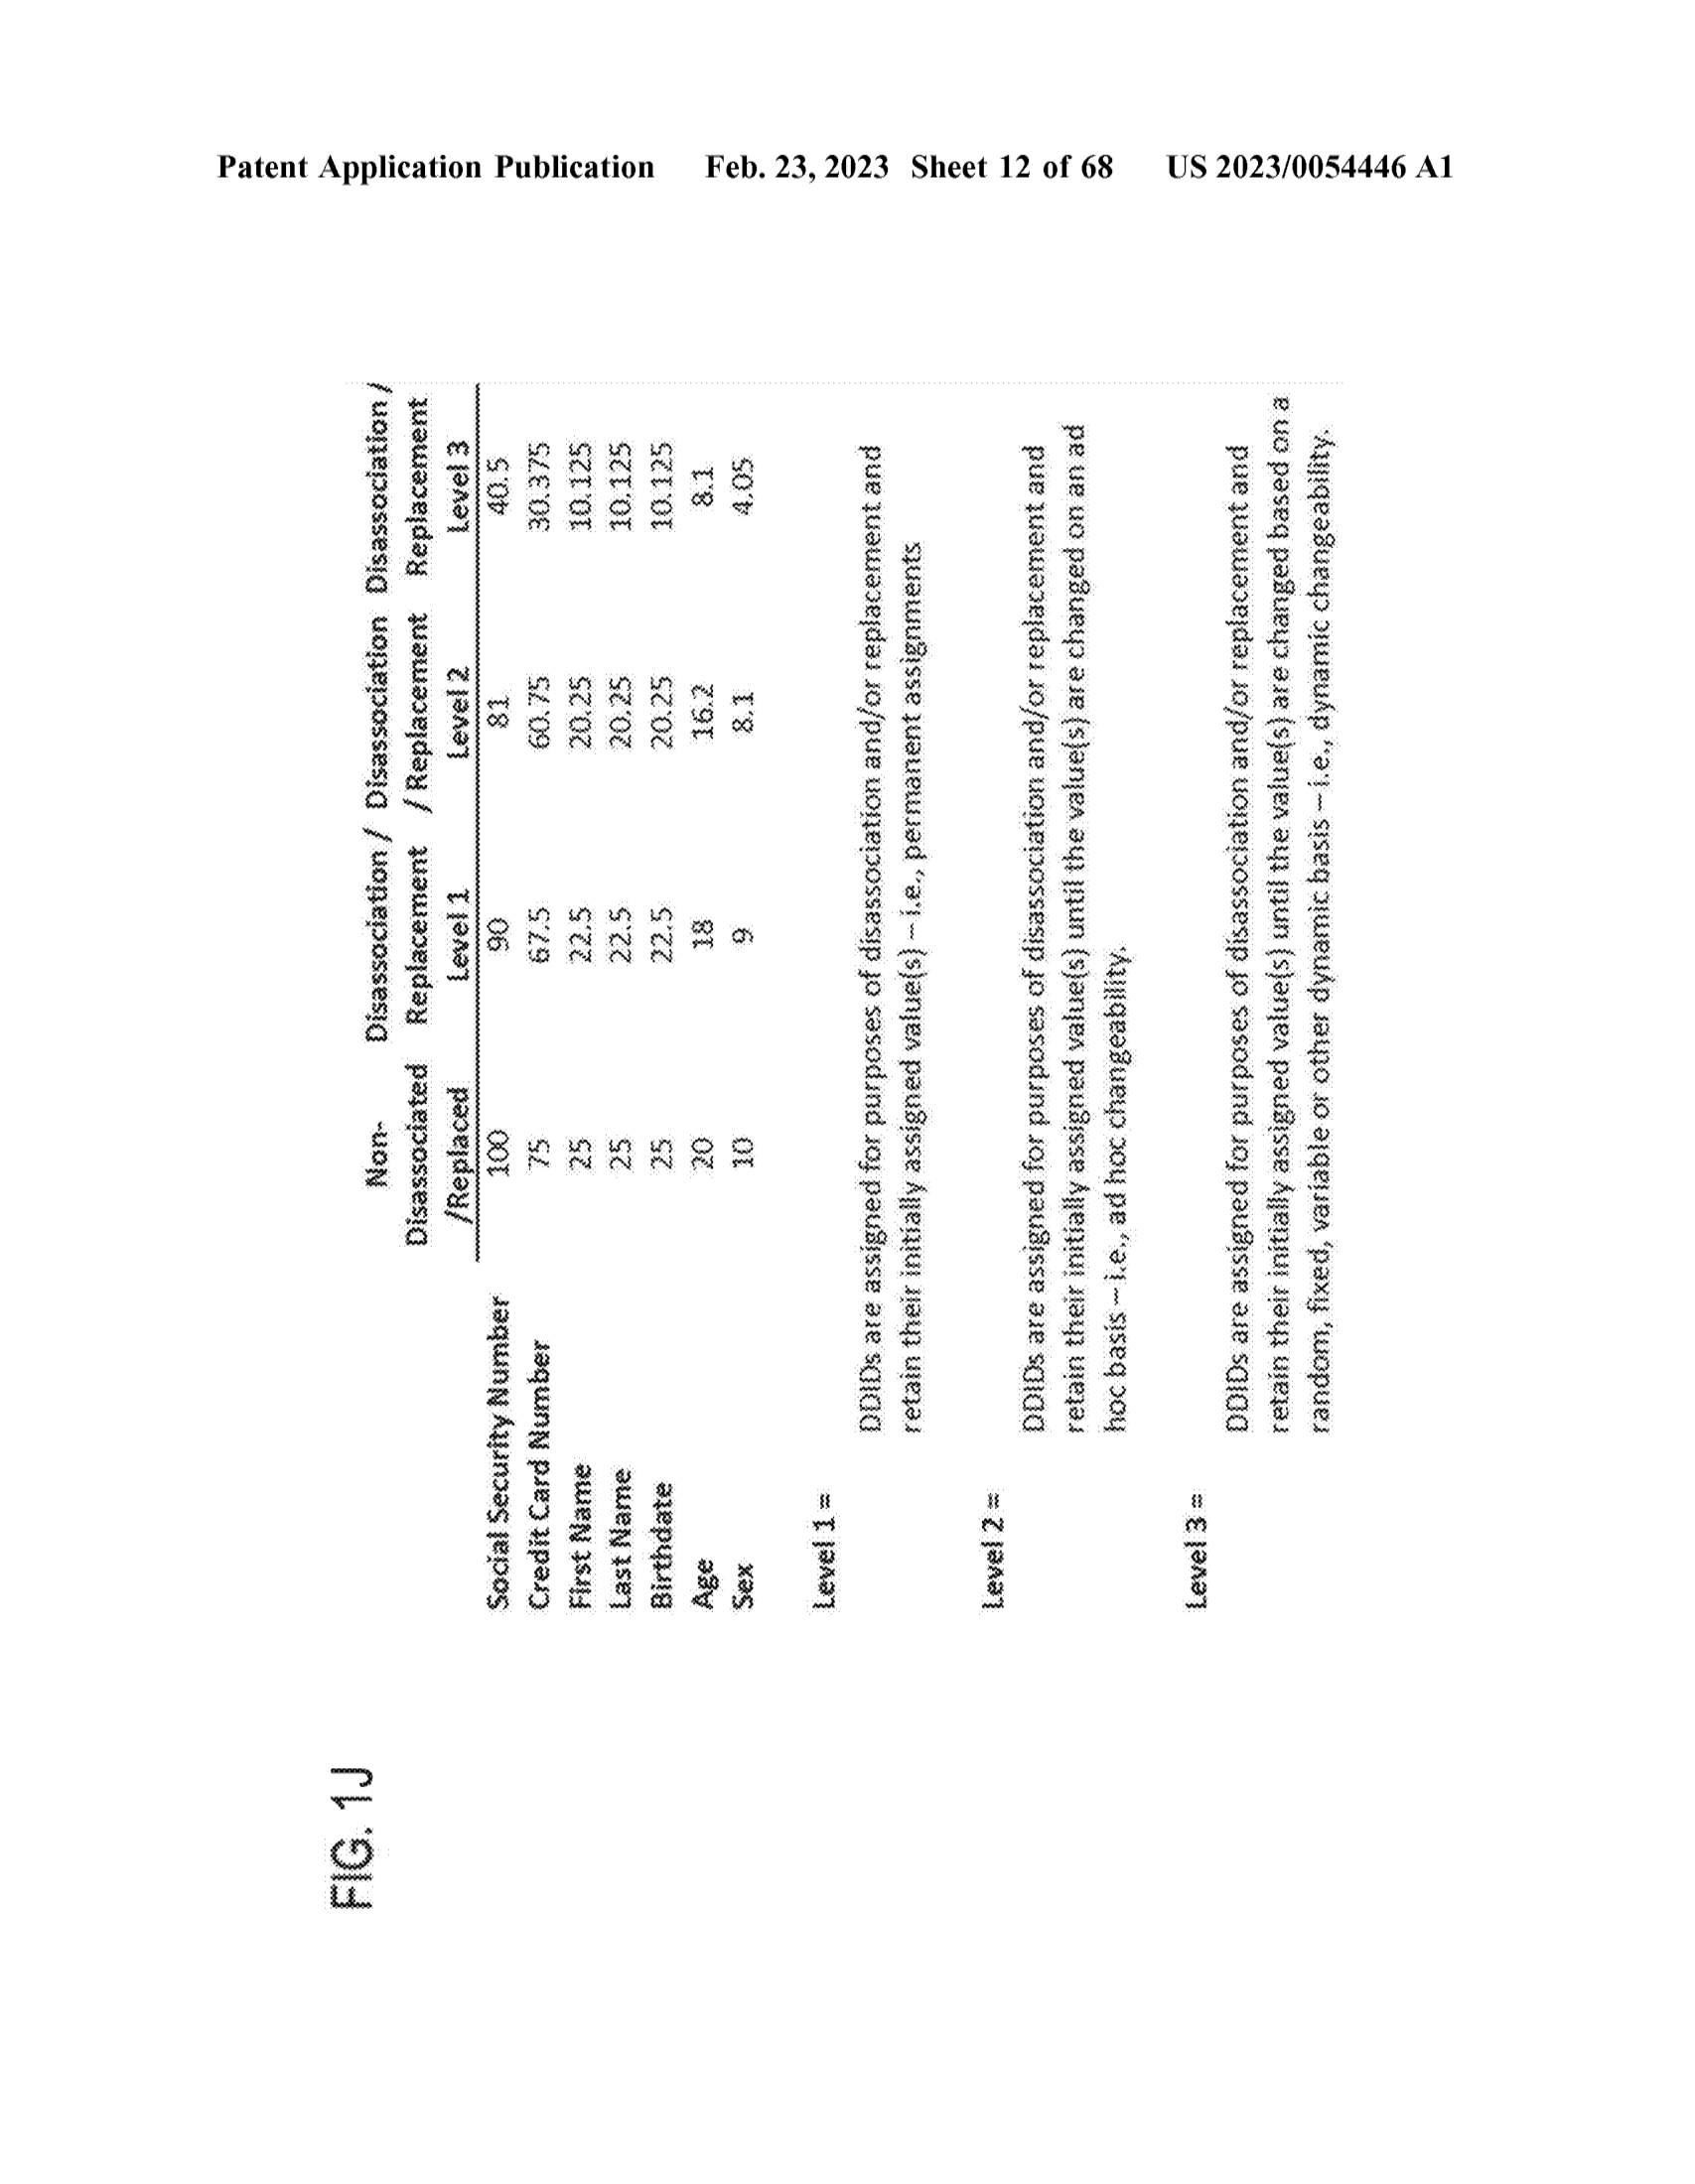 Patent Application Publication Feb. 23, 2023 Sheet 12 of 68 US 2023/0054446 A1
FIG. 1J
Non- Disassociation / Disassociation Disassociation /
Disassociated Replacement / Replacement Replacement
/Replaced Level 1 Level 2 Level 3
Social Security Number 100 90 81 40.5
Credit Card Number 75 67.5 60.75 30.375
First Name 25 22.5 20.25 10.125
Last Name 25 22.5 20.25 10.125
Birthdate 25 22.5 20.25 10.125
Age 20 18 16.2 8.1
Sex 10 9 8.1 4.05
Level 1 =
DDIDs are assigned for purposes of disassociation and/or replacement and
retain their initially assigned value(s) – i.e., permanent assignments
Level 2 =
DDIDs are assigned for purposes of disassociation and/or replacement and
retain their initially assigned value(s) until the value(s) are changed on an ad
hoc basis – i.e., ad hoc changeability.
Level 3 =
DDIDs are assigned for purposes of disassociation and/or replacement and
retain their initially assigned value(s) until the value(s) are changed based on a
random, fixed, variable or other dynamic basis – i.e., dynamic changeability.